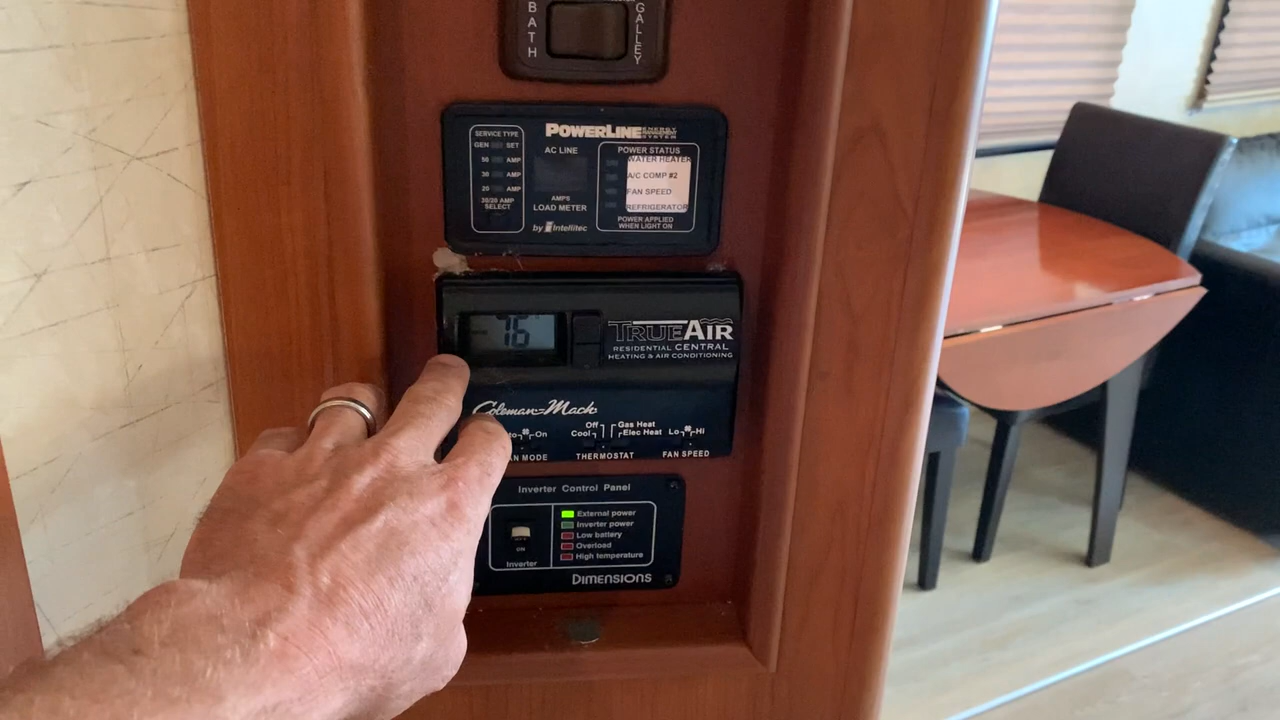 BATH
GALLEY
POWERLINE ENERGY MANAGEMENT SYSTEM
SERVICE TYPE
GEN SET
50 AMP
30 AMP
20 AMP
20/30 AMP SELECT
AC LINE
AMPS
LOAD METER
by Intellitec
POWER STATUS
WATER HEATER
A/C COMP #2
FAN SPEED
REFRIGERATOR
POWER APPLIED
WHEN LIGHT ON
76
TRUEAIR
RESIDENTIAL CENTRAL
HEATING & AIR CONDITIONING
Coleman-Mach
Off Gas Heat
On Cool Elec Heat Lo Hi
THERMOSTAT FAN SPEED
Inverter Control Panel
External power
Inverter power
Low battery
Overload
High temperature
ON
Inverter
DIMENSIONS